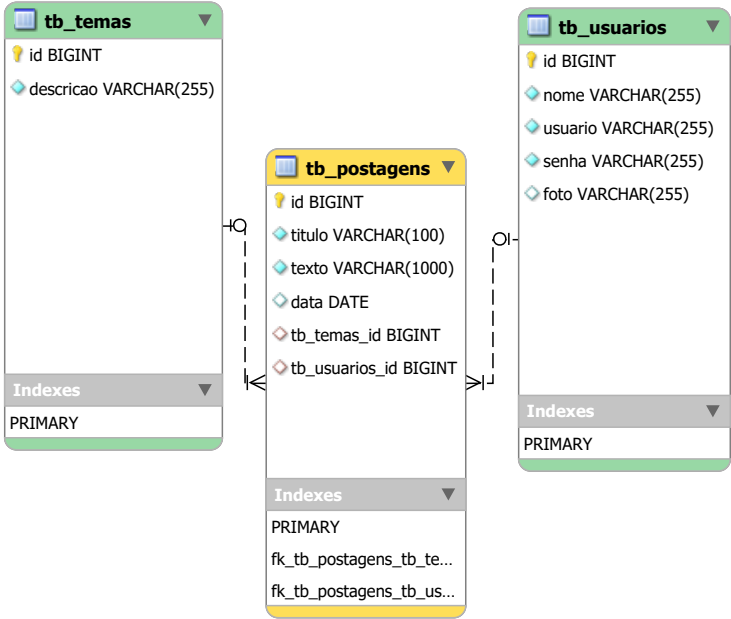 tb_temas
id BIGINT
descricao VARCHAR(255)
Indexes
PRIMARY
tb_postagens
id BIGINT
titulo VARCHAR(100)
texto VARCHAR(1000)
data DATE
tb_temas_id BIGINT
tb_usuarios_id BIGINT
Indexes
PRIMARY
fk_tb_postagens_tb_te...
fk_tb_postagens_tb_us...
tb_usuarios
id BIGINT
nome VARCHAR(255)
usuario VARCHAR(255)
senha VARCHAR(255)
foto VARCHAR(255)
Indexes
PRIMARY